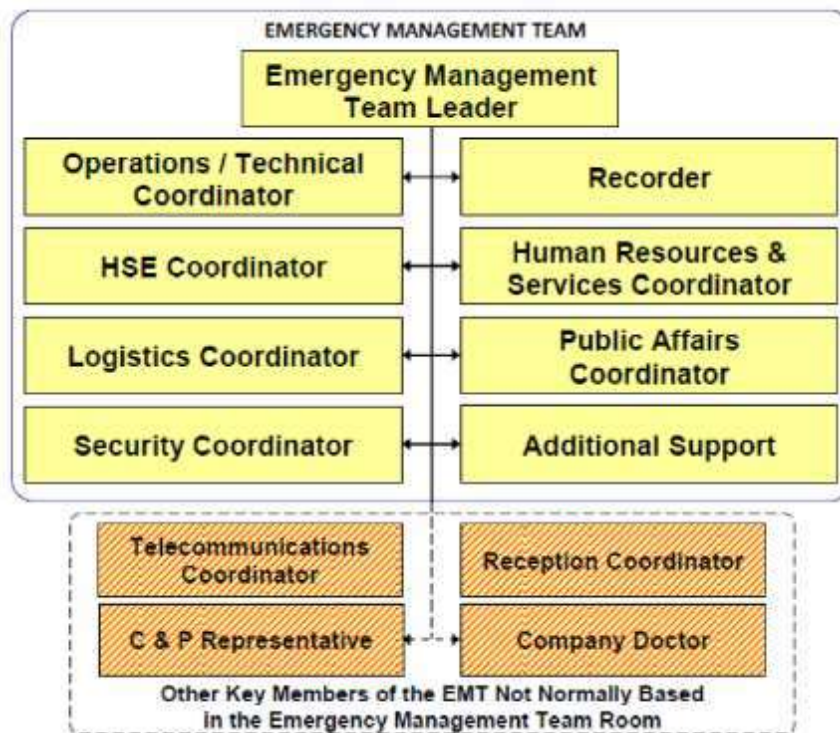 EMERGENCY MANAGEMENT TEAM
Emergency Management
Team Leader
Operations / Technical
Coordinator
Recorder
HSE Coordinator
Human Resources &
Services Coordinator
Logistics Coordinator
Public Affairs
Coordinator
Security Coordinator
Additional Support
Telecommunications
Coordinator
Reception Coordinator
C & P Representative
Company Doctor
Other Key Members of the EMT Not Normally Based
in the Emergency Management Team Room